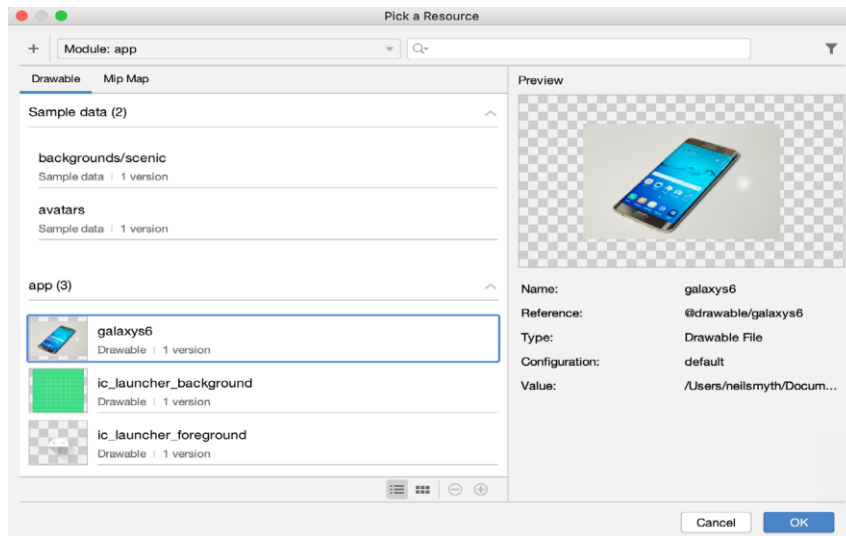 Pick a Resource
+ Module: app
Drawable Mip Map
Sample data (2)
backgrounds/scenic
Sample data | 1 version
avatars
Sample data | 1 version
app (3)
galaxys6
Drawable | 1 version
ic_launcher_background
Drawable | 1 version
ic_launcher_foreground
Drawable | 1 version
Preview
Name: galaxys6
Reference: @drawable/galaxys6
Type: Drawable File
Configuration: default
Value: /Users/neilsmyth/Docum...
Cancel OK